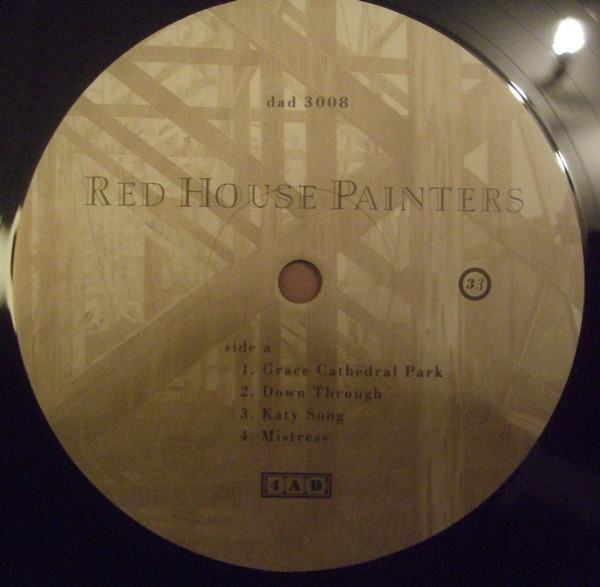 dad 3008
RED HOUSE PAINTERS
33
side a
1. Grace Cathedral Park
2. Down Through
3. Katy Song
4. Mistress
4AD